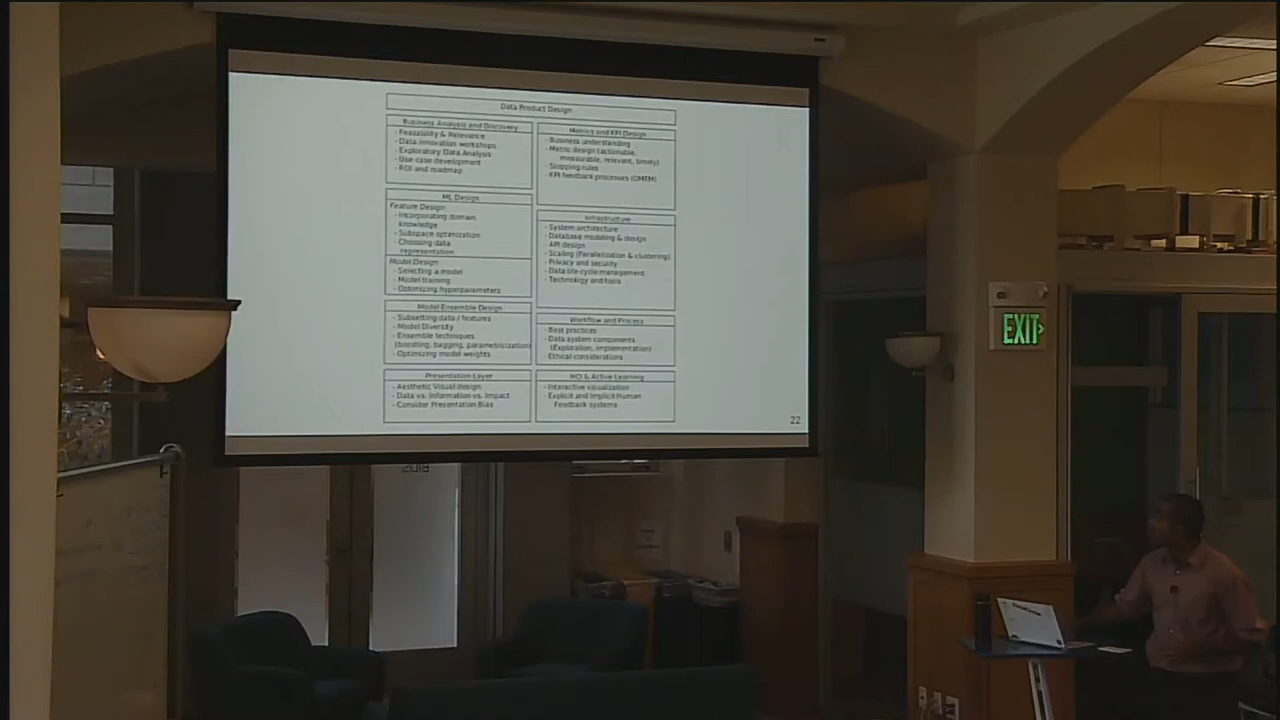 Data Product Design
Business Analysis and Discovery
- Feasability & Relevance
- Data innovation workshops
- Exploratory Data Analysis
- Use-case development
- ROI and roadmap
ML Design
Feature Design
- Incorporating domain
knowledge
- Subspace optimization
- Choosing data
representation
Model Design
- Selecting a model
- Model training
- Optimizing hyperparameters
Model Ensemble Design
- Subsetting data / features
- Model Diversity
- Ensemble techniques
(boosting, bagging, parametricization)
- Optimizing model weights
Presentation Layer
- Aesthetic Visual design
- Data vs. Information vs. Impact
- Consider Presentation Bias
Metrics and KPI Design
- Business understanding
- Metric design (actionable,
measurable, relevant, timely)
- Stopping rules
- KPI feedback processes (OMTM)
Infrastructure
- System architecture
- Database modeling & design
- API design
- Scaling (Parallelization & clustering)
- Privacy and security
- Data life cycle management
- Technology and tools
Workflow and Process
- Best practices
- Data system components
(Exploration, implementation)
- Ethical considerations
HCI & Active Learning
- Interactive visualization
- Explicit and Implicit Human
Feedback systems
22
EXIT